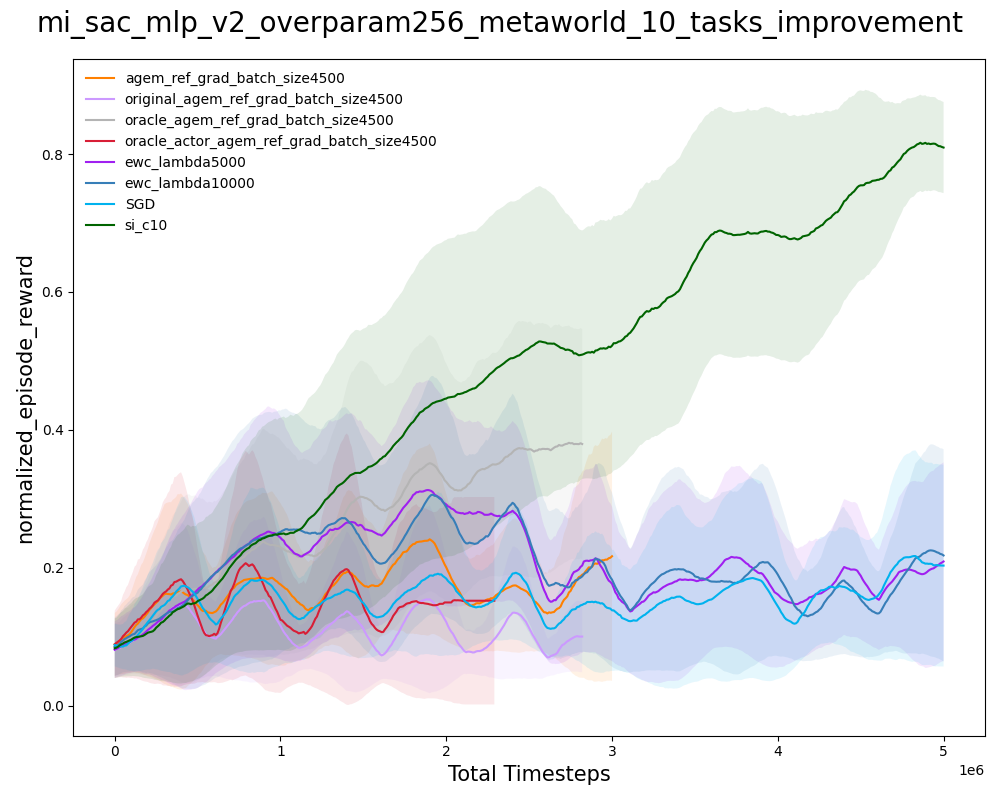 mi_sac_mlp_v2_overparam256_metaworld_10_tasks_improvement
agem_ref_grad_batch_size4500
original_agem_ref_grad_batch_size4500
oracle_agem_ref_grad_batch_size4500
oracle_actor_agem_ref_grad_batch_size4500
ewc_lambda5000
ewc_lambda10000
SGD
si_c10
normalized_episode_reward
0.8
0.6
0.4
0.2
0.0
0 1 2 3 4 5
1e6
Total Timesteps